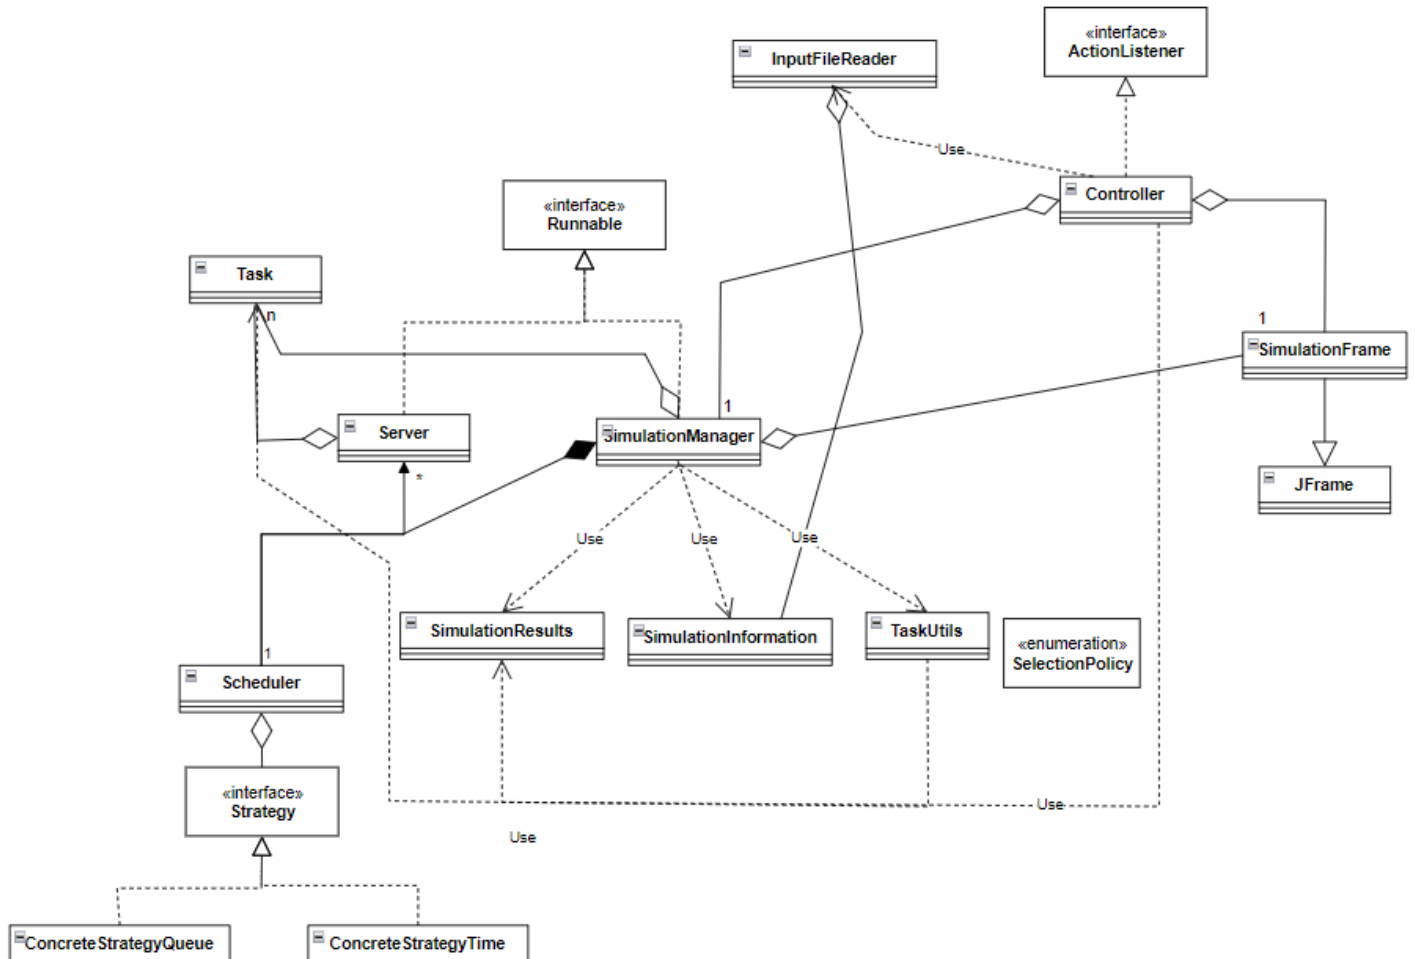 «interface»
ActionListener
InputFileReader
Use
Controller
«interface»
Runnable
Task
n
1
SimulationFrame
1
Server
SimulationManager
*
JFrame
Use
Use
Use
SimulationResults
SimulationInformation
TaskUtils
«enumeration»
SelectionPolicy
1
Scheduler
«interface»
Strategy
Use
Use
ConcreteStrategyQueue
ConcreteStrategyTime